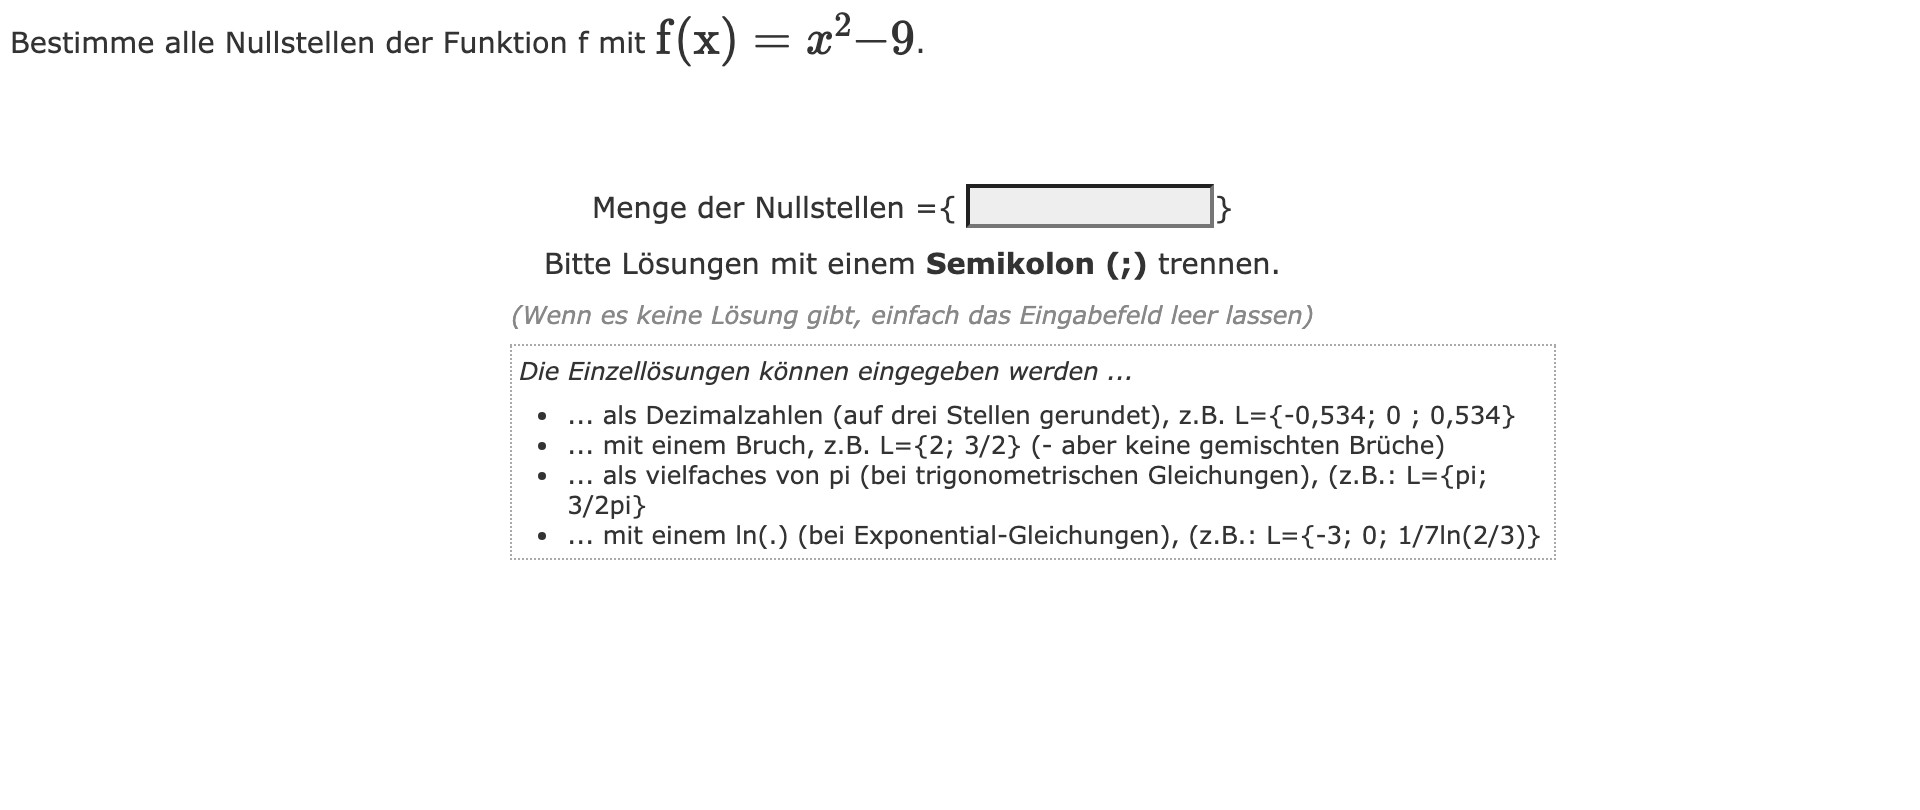 Bestimme alle Nullstellen der Funktion f mit f(x) = x²−9.
Menge der Nullstellen ={ }
Bitte Lösungen mit einem Semikolon (;) trennen.
(Wenn es keine Lösung gibt, einfach das Eingabefeld leer lassen)
Die Einzellösungen können eingegeben werden ...
• ... als Dezimalzahlen (auf drei Stellen gerundet), z.B. L={-0,534; 0 ; 0,534}
• ... mit einem Bruch, z.B. L={2; 3/2} (- aber keine gemischten Brüche)
• ... als vielfaches von pi (bei trigonometrischen Gleichungen), (z.B.: L={pi;
3/2pi}
• ... mit einem ln(.) (bei Exponential-Gleichungen), (z.B.: L={-3; 0; 1/7ln(2/3)}